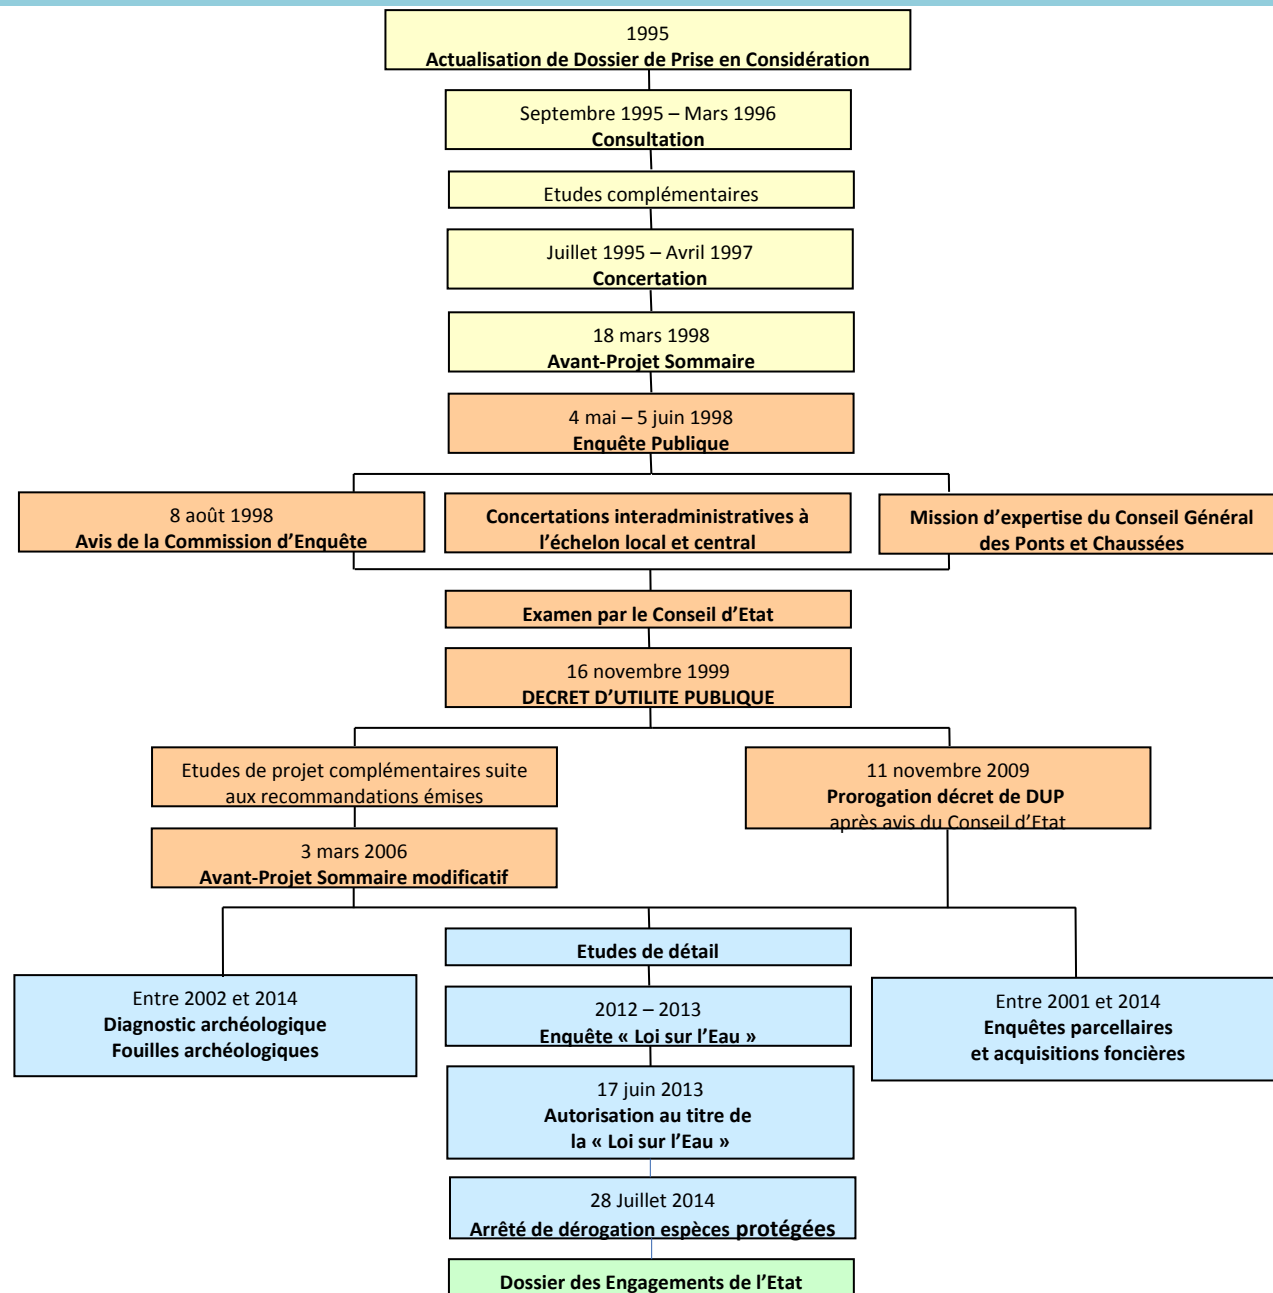 1995
Actualisation de Dossier de Prise en Considération
Septembre 1995 – Mars 1996
Consultation
Etudes complémentaires
Juillet 1995 – Avril 1997
Concertation
18 mars 1998
Avant-Projet Sommaire
4 mai – 5 juin 1998
Enquête Publique
8 août 1998
Avis de la Commission d’Enquête
Concertations interadministratives à
l’échelon local et central
Mission d’expertise du Conseil Général
des Ponts et Chaussées
Examen par le Conseil d’Etat
16 novembre 1999
DECRET D’UTILITE PUBLIQUE
Etudes de projet complémentaires suite
aux recommandations émises
11 novembre 2009
Prorogation décret de DUP
après avis du Conseil d’Etat
3 mars 2006
Avant-Projet Sommaire modificatif
Etudes de détail
Entre 2002 et 2014
Diagnostic archéologique
Fouilles archéologiques
2012 – 2013
Enquête « Loi sur l’Eau »
Entre 2001 et 2014
Enquêtes parcellaires
et acquisitions foncières
17 juin 2013
Autorisation au titre de
la « Loi sur l’Eau »
28 Juillet 2014
Arrêté de dérogation espèces protégées
Dossier des Engagements de l’Etat